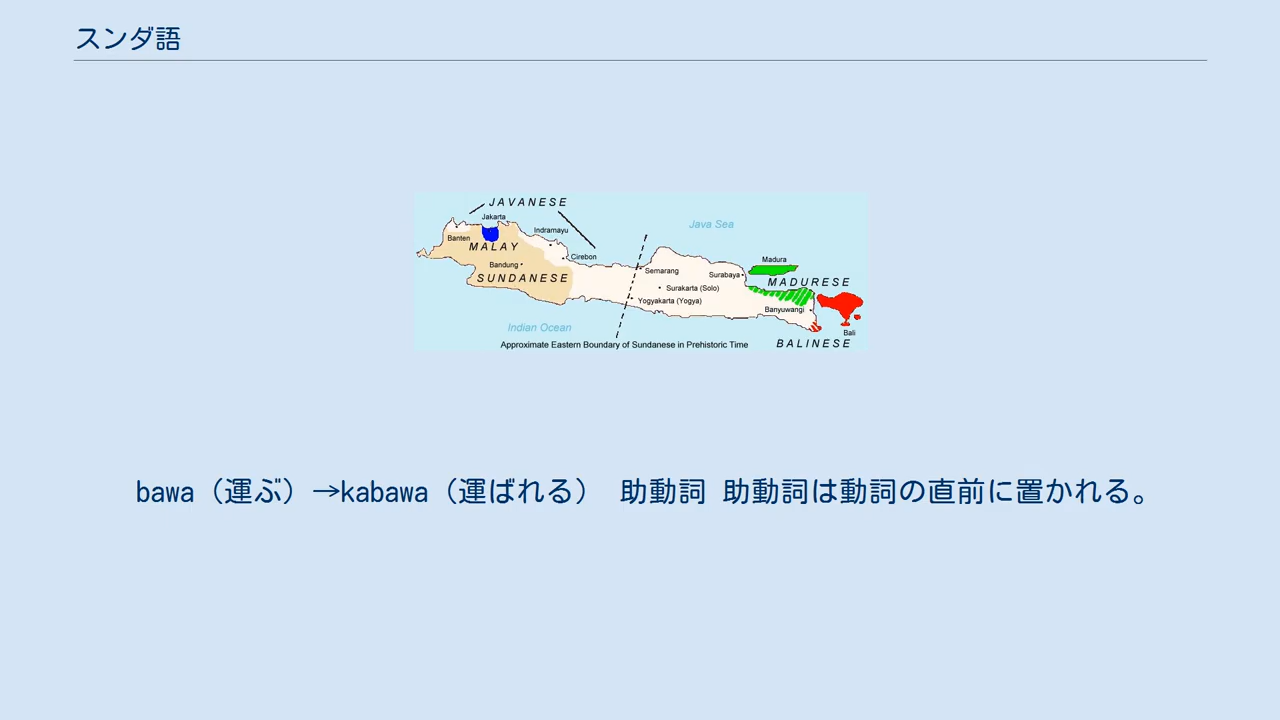 スンダ語
JAVANESE
Jakarta
Java Sea
Indramayu
Banten
MALAY
Cirebon
Madura
Bandung
Semarang
Surabaya
SUNDANESE
MADURESE
Surakarta (Solo)
Yogyakarta (Yogya)
Banyuwangi
Indian Ocean
Bali
Approximate Eastern Boundary of Sundanese in Prehistoric Time
BALINESE
bawa（運ぶ）→kabawa（運ばれる） 助動詞 助動詞は動詞の直前に置かれる。